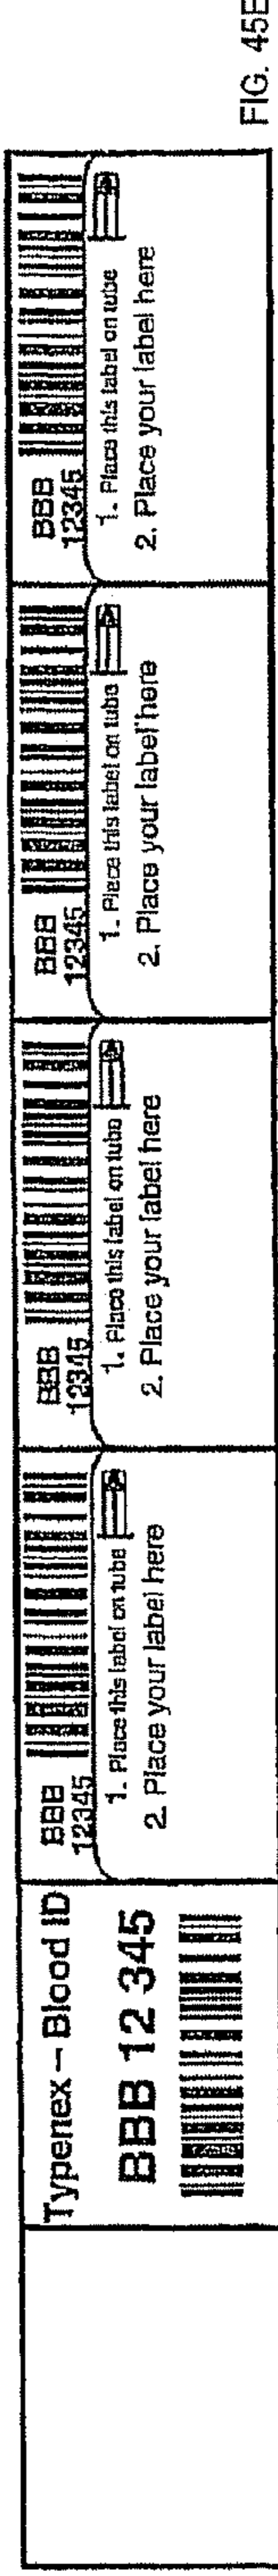 Typenex – Blood ID
BBB 12 345
BBB
12345
1. Place this label on tube
2. Place your label here
BBB
12345
1. Place this label on tube
2. Place your label here
BBB
12345
1. Place this label on tube
2. Place your label here
BBB
12345
1. Place this label on tube
2. Place your label here
FIG. 45E